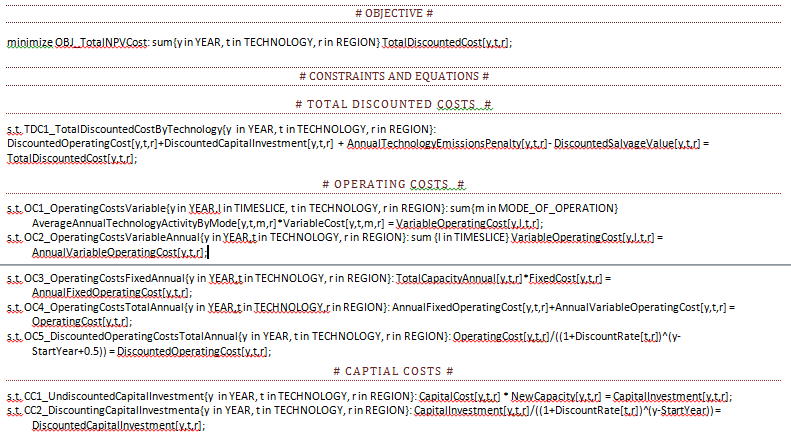 # OBJECTIVE #
minimize OBJ_TotalNPVCost: sum{y in YEAR, t in TECHNOLOGY, r in REGION} TotalDiscountedCost[y,t,r];
# CONSTRAINTS AND EQUATIONS #
# TOTAL DISCOUNTED COSTS #
s.t. TDC1_TotalDiscountedCostByTechnology{y in YEAR, t in TECHNOLOGY, r in REGION}:
DiscountedOperatingCost[y,t,r]+DiscountedCapitalInvestment[y,t,r] + AnnualTechnologyEmissionsPenalty[y,t,r]- DiscountedSalvageValue[y,t,r] =
TotalDiscountedCost[y,t,r];
# OPERATING COSTS #
s.t. OC1_OperatingCostsVariable{y in YEAR,l in TIMESLICE, t in TECHNOLOGY, r in REGION}: sum{m in MODE_OF_OPERATION}
AverageAnnualTechnologyActivityByMode[y,t,m,r]*VariableCost[y,t,m,r] = VariableOperatingCost[y,l,t,r];
s.t. OC2_OperatingCostsVariableAnnual{y in YEAR,t in TECHNOLOGY, r in REGION}: sum {l in TIMESLICE} VariableOperatingCost[y,l,t,r] =
AnnualVariableOperatingCost[y,t,r];
s.t. OC3_OperatingCostsFixedAnnual{y in YEAR,t in TECHNOLOGY, r in REGION}: TotalCapacityAnnual[y,t,r]*FixedCost[y,t,r] =
AnnualFixedOperatingCost[y,t,r];
s.t. OC4_OperatingCostsTotalAnnual{y in YEAR,t in TECHNOLOGY,r in REGION}: AnnualFixedOperatingCost[y,t,r]+AnnualVariableOperatingCost[y,t,r] =
OperatingCost[y,t,r];
s.t. OC5_DiscountedOperatingCostsTotalAnnual{y in YEAR, t in TECHNOLOGY, r in REGION}: OperatingCost[y,t,r]/((1+DiscountRate[t,r])^(y-
StartYear+0.5)) = DiscountedOperatingCost[y,t,r];
# CAPTIAL COSTS #
s.t. CC1_UndiscountedCapitalInvestment{y in YEAR, t in TECHNOLOGY, r in REGION}: CapitalCost[y,t,r] * NewCapacity[y,t,r] = CapitalInvestment[y,t,r];
s.t. CC2_DiscountingCapitalInvestmenta{y in YEAR, t in TECHNOLOGY, r in REGION}: CapitalInvestment[y,t,r]/((1+DiscountRate[t,r])^(y-StartYear)) =
DiscountedCapitalInvestment[y,t,r];